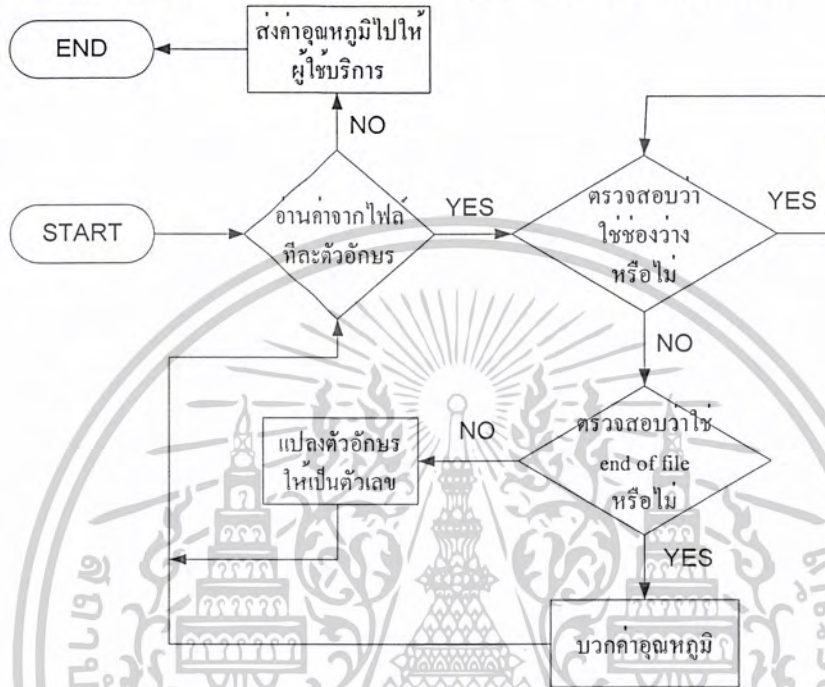 END
ส่งค่าอุณหภูมิไปให้
ผู้ใช้บริการ
NO
START
อ่านค่าจากไฟล์
ทีละตัวอักษร
YES
ตรวจสอบว่า
ใช่ช่องว่าง
หรือไม่
YES
NO
แปลงตัวอักษร
ให้เป็นตัวเลข
NO
ตรวจสอบว่าใช่
end of file
หรือไม่
YES
บวกค่าอุณหภูมิ